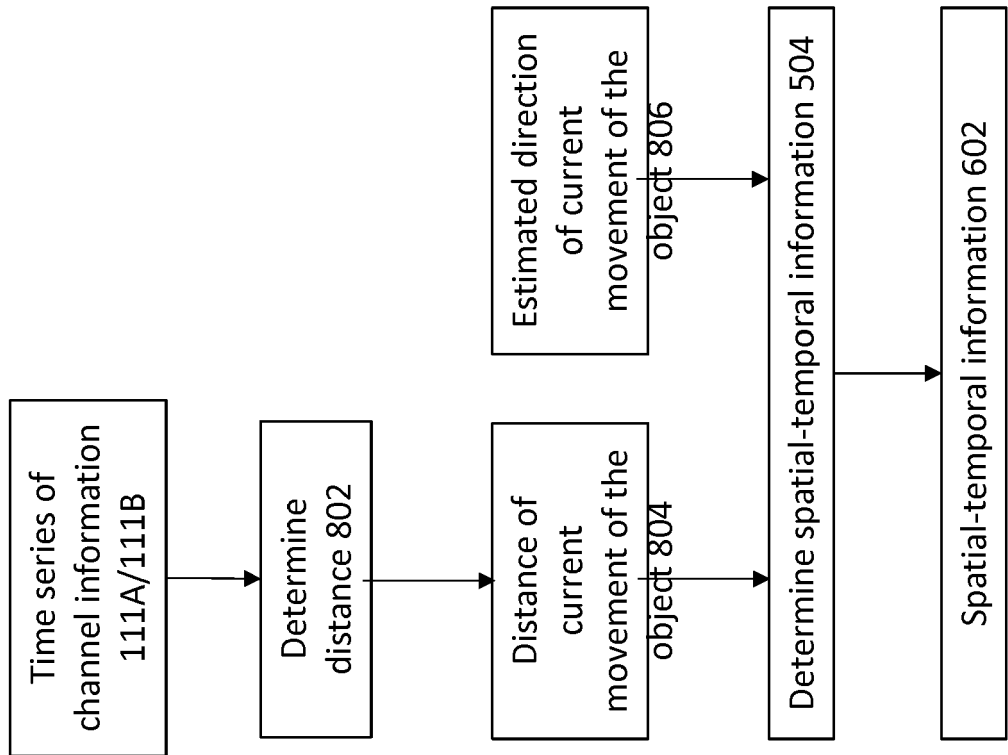 Time series of
channel information
111A/111B
Determine
distance 802
Distance of
current
movement of the
object 804
Estimated direction
of current
movement of the
object 806
Determine spatial-temporal information 504
Spatial-temporal information 602